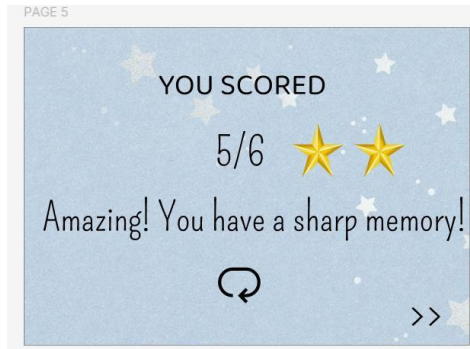 PAGE 5
YOU SCORED
5/6
Amazing! You have a sharp memory!
>>